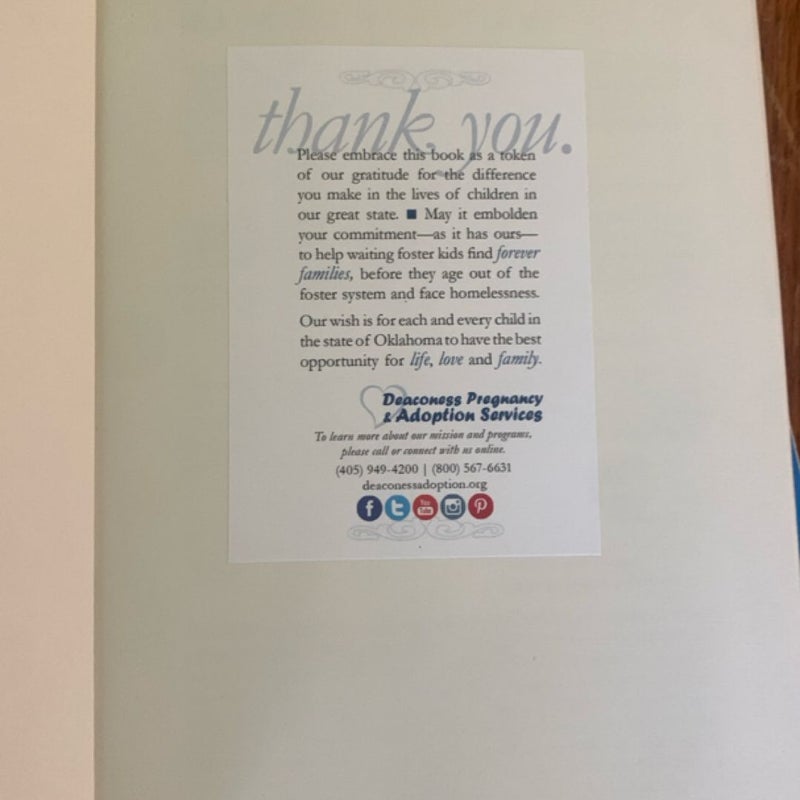 thank you.
Please embrace this book as a token
of our gratitude for the difference
you make in the lives of children in
our great state. ■ May it embolden
your commitment—as it has ours—
to help waiting foster kids find forever
families, before they age out of the
foster system and face homelessness.
Our wish is for each and every child in
the state of Oklahoma to have the best
opportunity for life, love and family.
Deaconess Pregnancy
& Adoption Services
To learn more about our mission and programs,
please call or connect with us online.
(405) 949-4200 | (800) 567-6631
deaconessadoption.org
You Tube